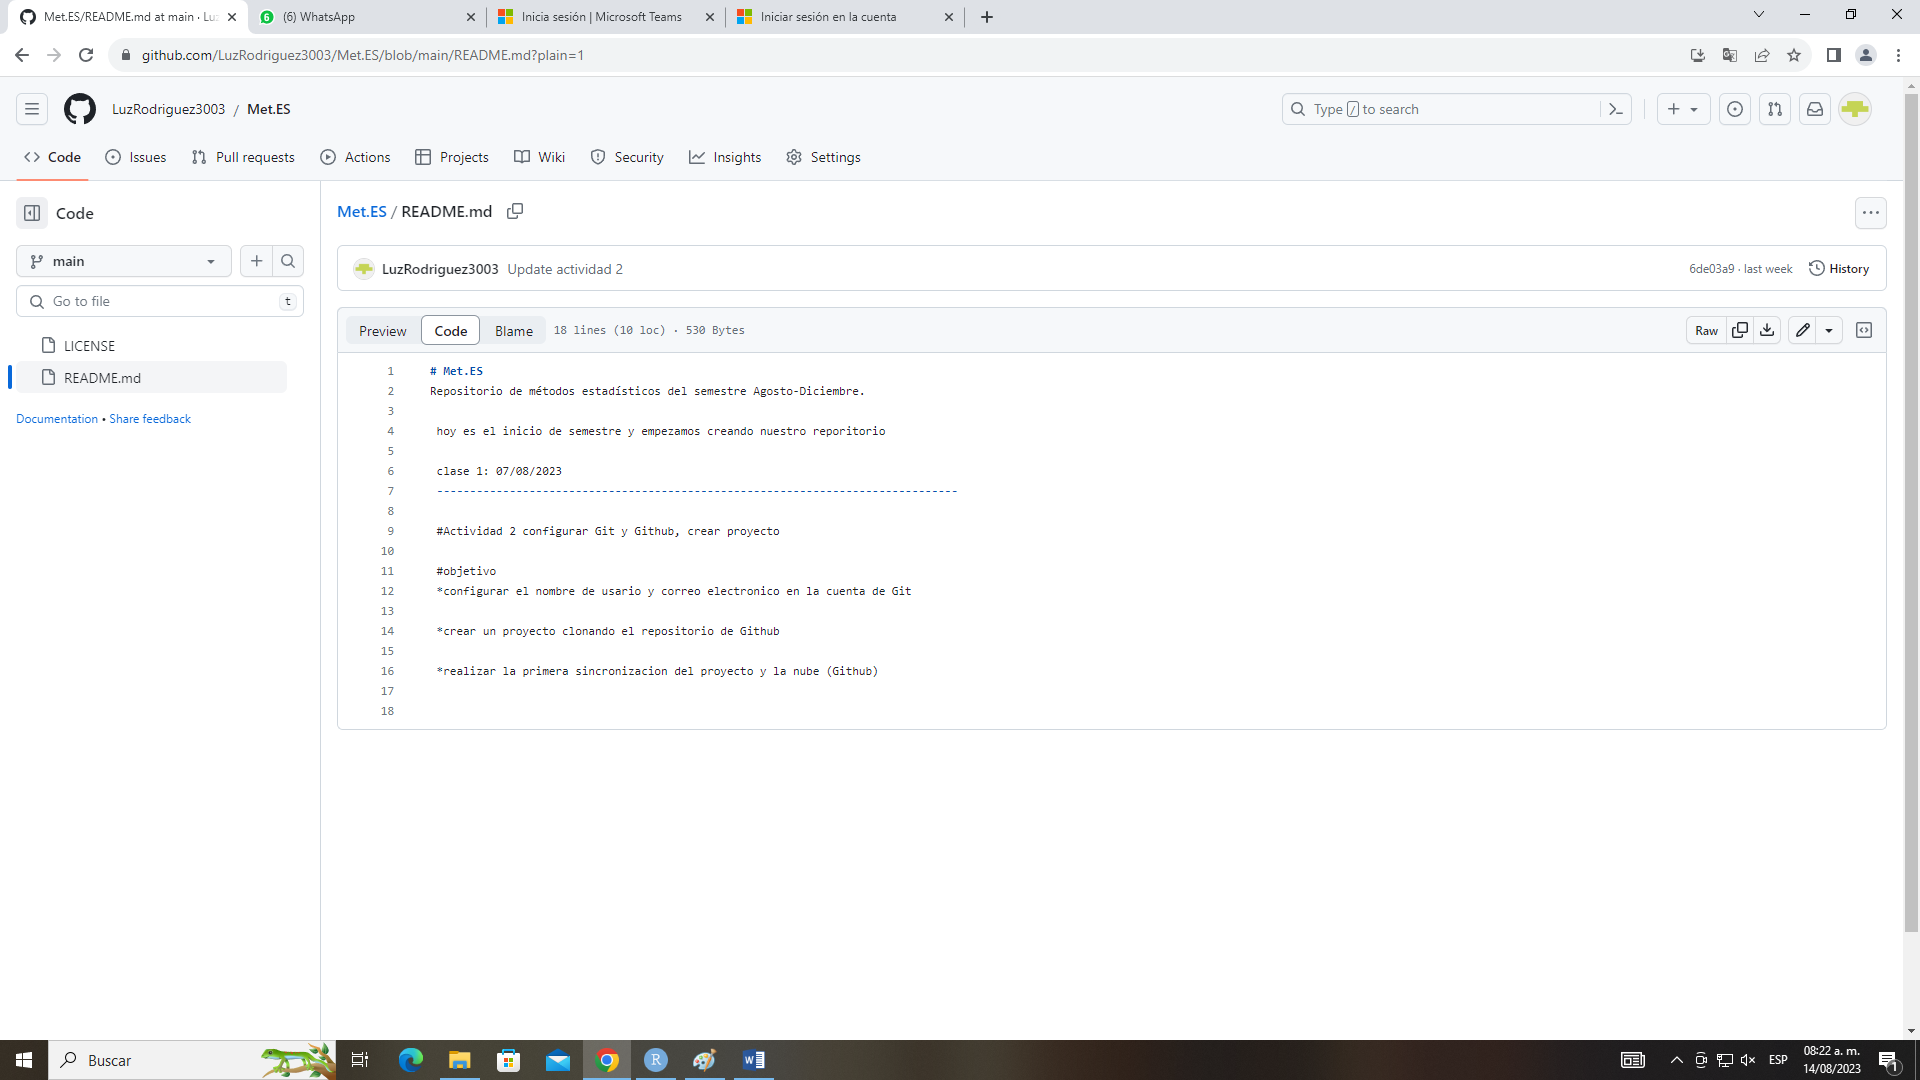 Met.ES/README.md at main · Lu
6 (6) WhatsApp
Inicia sesión | Microsoft Teams
Iniciar sesión en la cuenta
github.com/LuzRodriguez3003/Met.ES/blob/main/README.md?plain=1
LuzRodriguez3003 / Met.ES
Type / to search
Code
Issues
Pull requests
Actions
Projects
Wiki
Security
Insights
Settings
Code
main
Go to file
t
LICENSE
README.md
Documentation • Share feedback
Met.ES / README.md
LuzRodriguez3003 Update actividad 2
6de03a9 · last week
History
Preview
Code
Blame
18 lines (10 loc) · 530 Bytes
Raw
1 # Met.ES
2 Repositorio de métodos estadísticos del semestre Agosto-Diciembre.
3
4 hoy es el inicio de semestre y empezamos creando nuestro reporitorio
5
6 clase 1: 07/08/2023
7 -------------------------------------------------------------------------------
8
9 #Actividad 2 configurar Git y Github, crear proyecto
10
11 #objetivo
12 *configurar el nombre de usario y correo electronico en la cuenta de Git
13
14 *crear un proyecto clonando el repositorio de Github
15
16 *realizar la primera sincronizacion del proyecto y la nube (Github)
17
18
Buscar
R
W
ESP
08:22 a. m.
14/08/2023
1